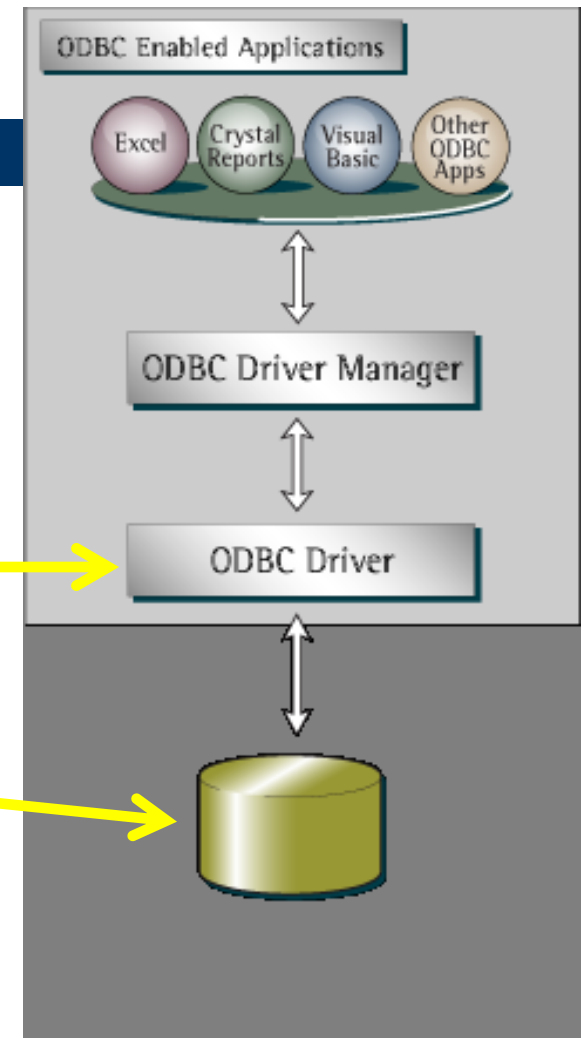 ODBC Enabled Applications
Excel
Crystal
Reports
Visual
Basic
Other
ODBC
Apps
ODBC Driver Manager
ODBC Driver